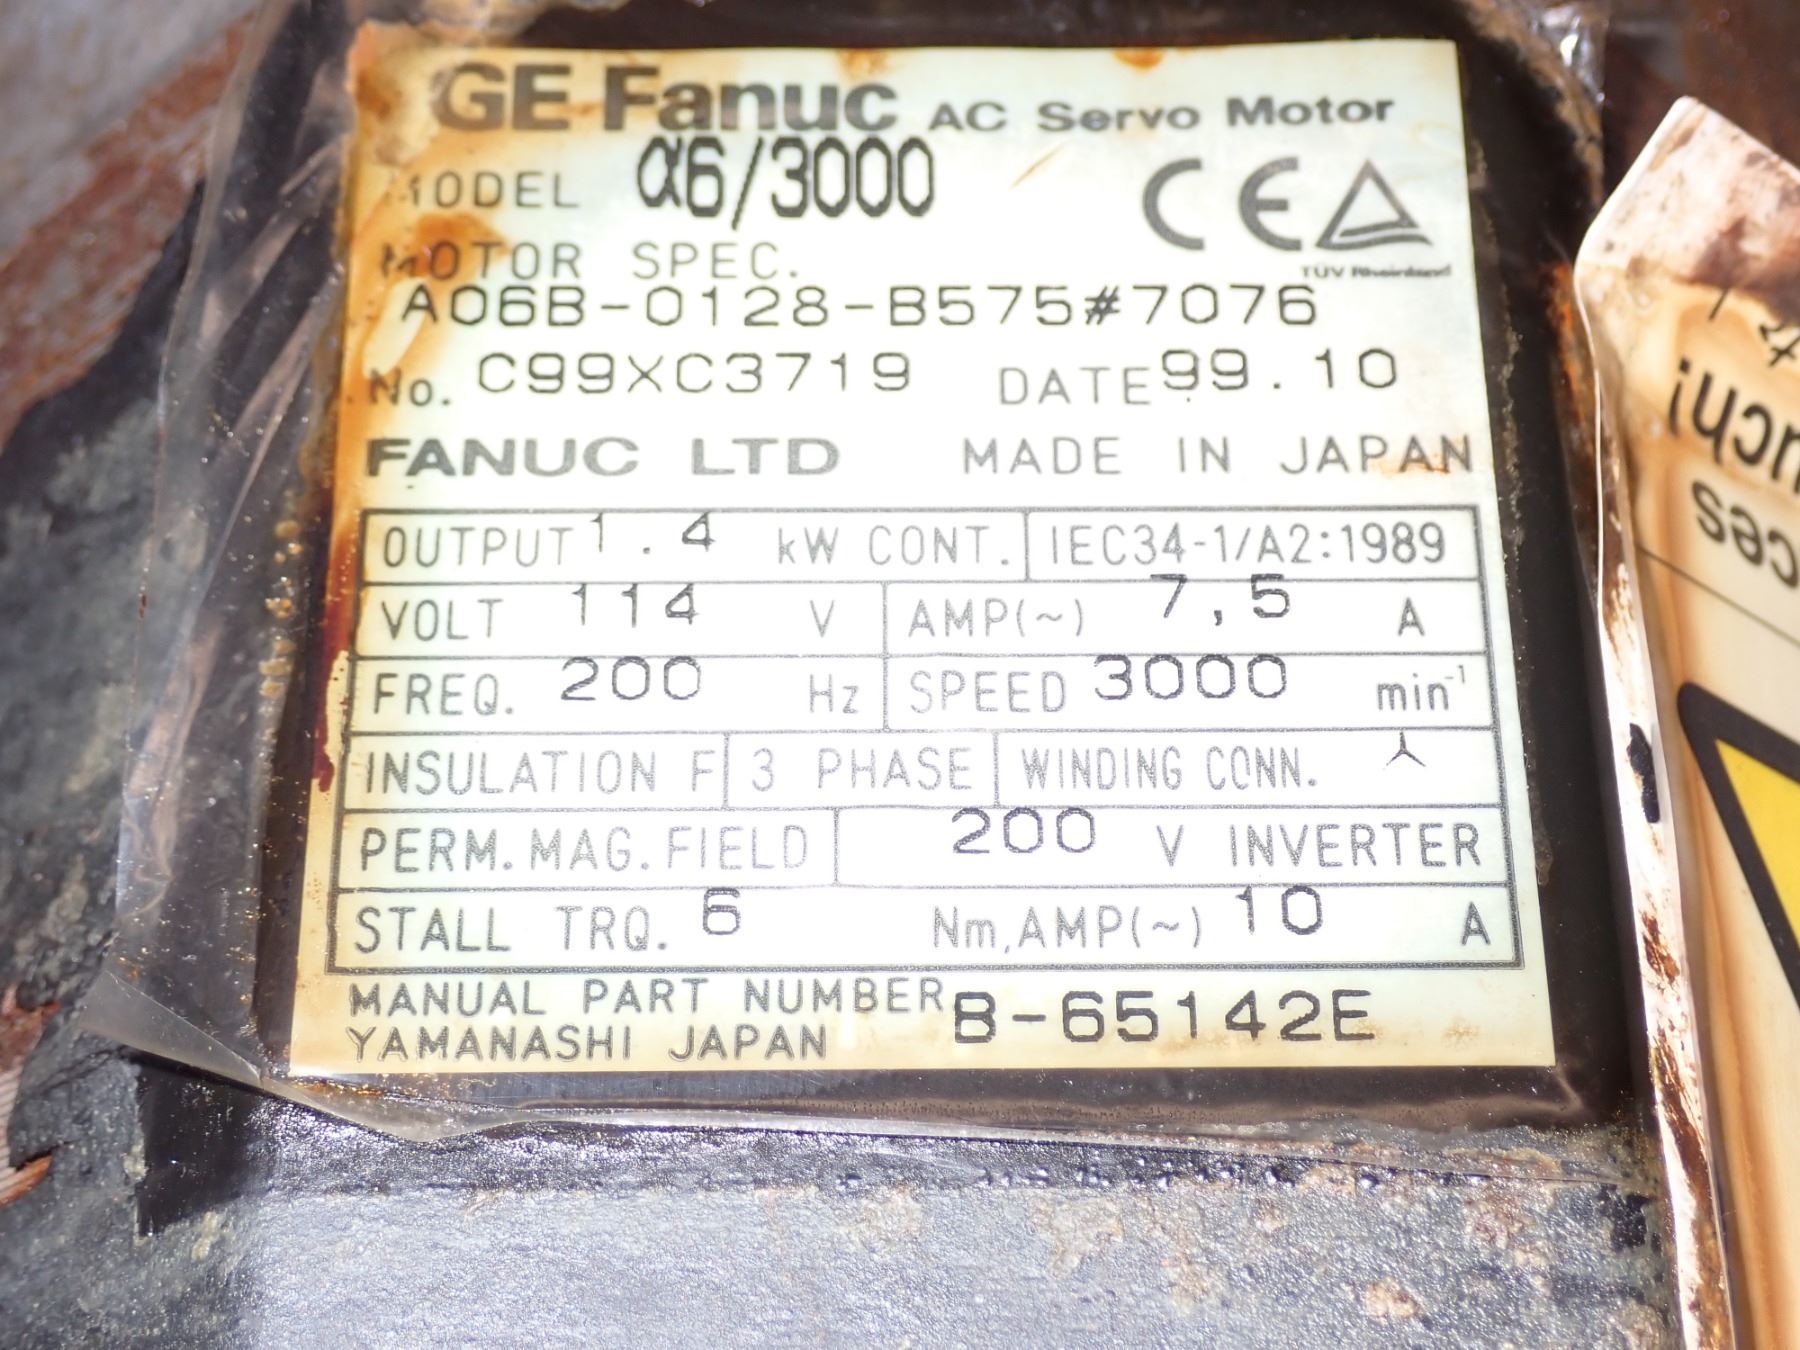 GE Fanuc AC Servo Motor
MODEL α6/3000
CE
TÜV Rheinland
MOTOR SPEC.
A06B-0128-B575#7076
No. C99XC3719 DATE 99.10
FANUC LTD MADE IN JAPAN
OUTPUT 1.4 kW CONT. IEC34-1/A2:1989
VOLT 114 V AMP(~) 7,5 A
FREQ. 200 Hz SPEED 3000 min⁻¹
INSULATION F 3 PHASE WINDING CONN.
PERM. MAG. FIELD 200 V INVERTER
STALL TRQ. 6 Nm, AMP(~) 10 A
MANUAL PART NUMBER B-65142E
YAMANASHI JAPAN